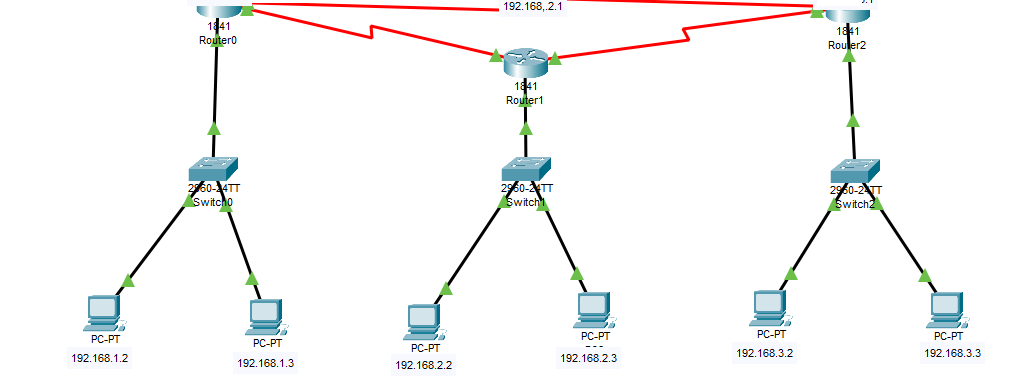 192.168,.2.1
1841
Router0
1841
Router2
1841
Router1
2960-24TT
Switch0
2960-24TT
Switch1
2960-24TT
Switch2
PC-PT
192.168.1.2
PC-PT
192.168.1.3
PC-PT
192.168.2.2
PC-PT
192.168.2.3
PC-PT
192.168.3.2
PC-PT
192.168.3.3